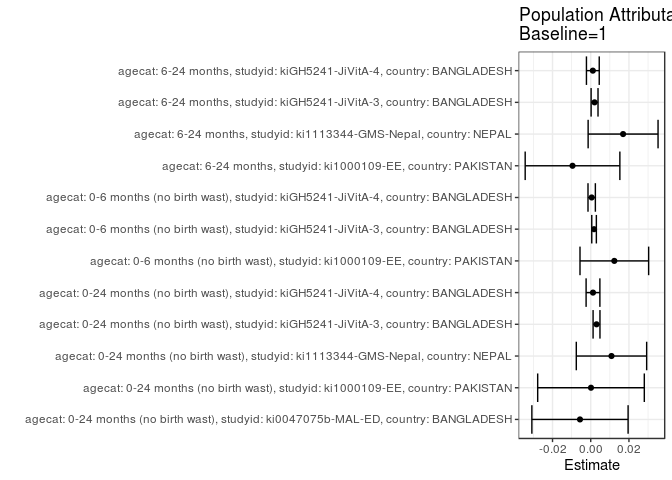 Population Attributa
Baseline=1
agecat: 6-24 months, studyid: kiGH5241-JiVitA-4, country: BANGLADESH
agecat: 6-24 months, studyid: kiGH5241-JiVitA-3, country: BANGLADESH
agecat: 6-24 months, studyid: ki1113344-GMS-Nepal, country: NEPAL
agecat: 6-24 months, studyid: ki1000109-EE, country: PAKISTAN
agecat: 0-6 months (no birth wast), studyid: kiGH5241-JiVitA-4, country: BANGLADESH
agecat: 0-6 months (no birth wast), studyid: kiGH5241-JiVitA-3, country: BANGLADESH
agecat: 0-6 months (no birth wast), studyid: ki1000109-EE, country: PAKISTAN
agecat: 0-24 months (no birth wast), studyid: kiGH5241-JiVitA-4, country: BANGLADESH
agecat: 0-24 months (no birth wast), studyid: kiGH5241-JiVitA-3, country: BANGLADESH
agecat: 0-24 months (no birth wast), studyid: ki1113344-GMS-Nepal, country: NEPAL
agecat: 0-24 months (no birth wast), studyid: ki1000109-EE, country: PAKISTAN
agecat: 0-24 months (no birth wast), studyid: ki0047075b-MAL-ED, country: BANGLADESH
-0.02 0.00 0.02
Estimate